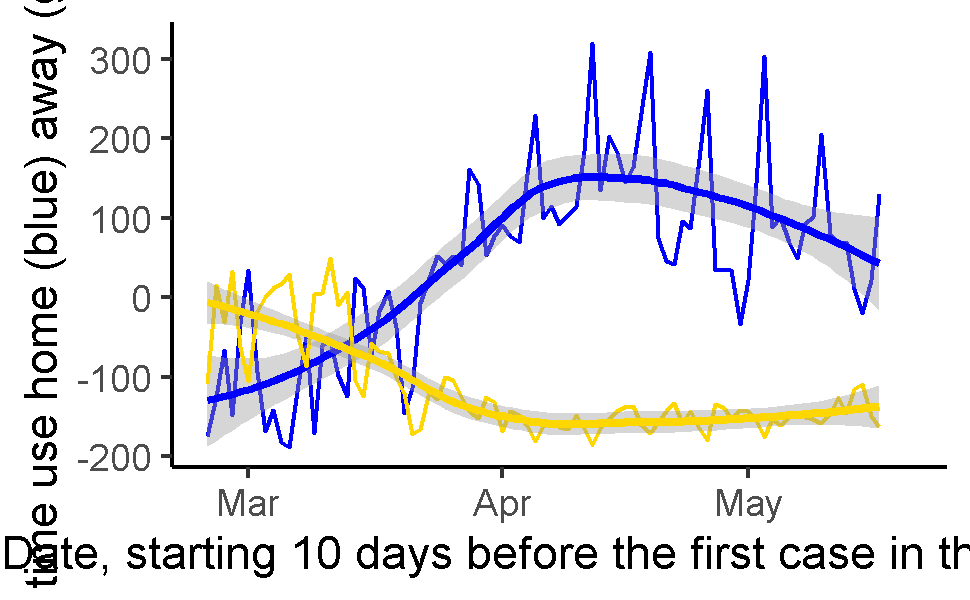 time use home (blue) away (
300
200
100
0
-100
-200
Mar Apr May
Date, starting 10 days before the first case in th